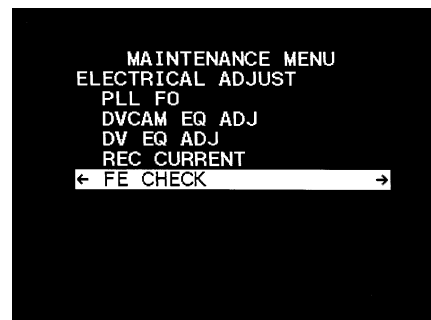 MAINTENANCE MENU
ELECTRICAL ADJUST
PLL FO
DVCAM EQ ADJ
DV EQ ADJ
REC CURRENT
← FE CHECK →